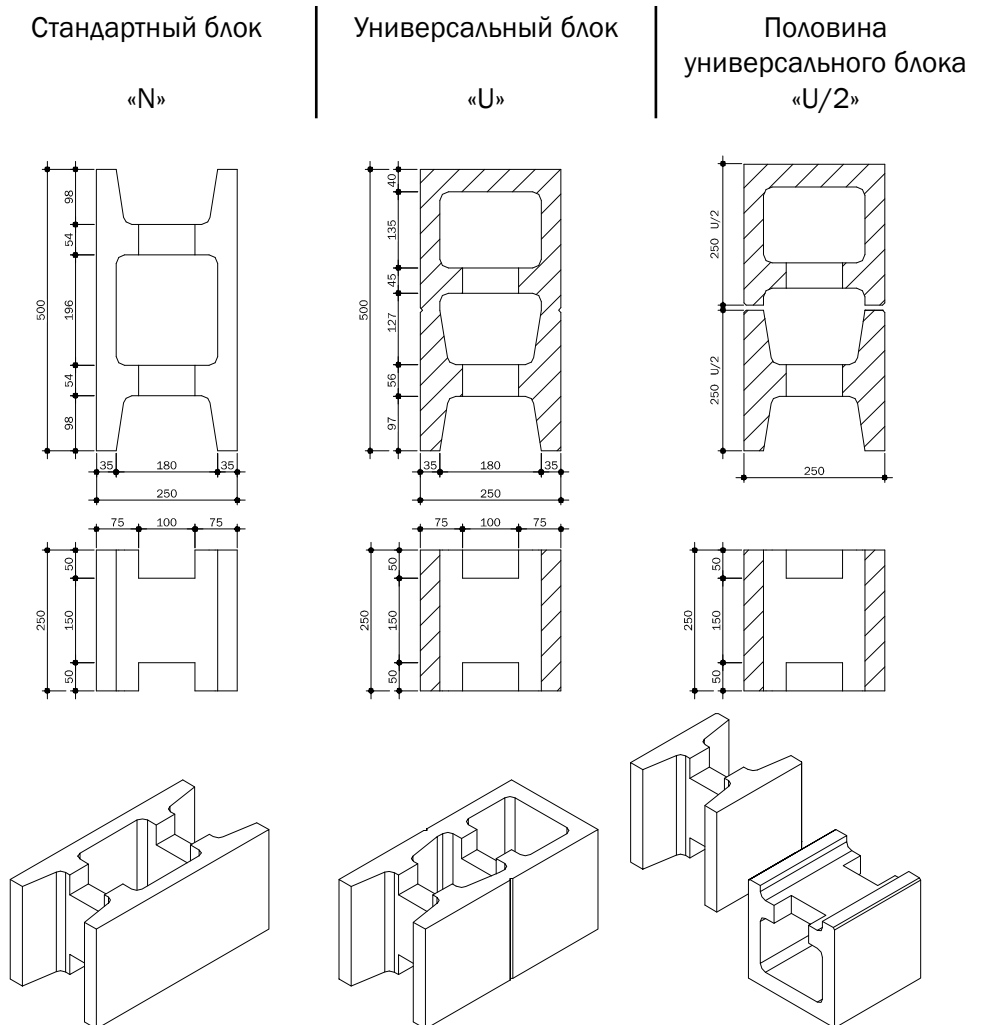 Стандартный блок
«N»
Универсальный блок
«U»
Половина
универсального блока
«U/2»
500
98
54
196
54
98
35 180 35
250
500
40
135
45
127
56
97
35 180 35
250
250 U/2
250 U/2
250
75 100 75
250
50
150
50
75 100 75
250
50
150
50
250
50
150
50